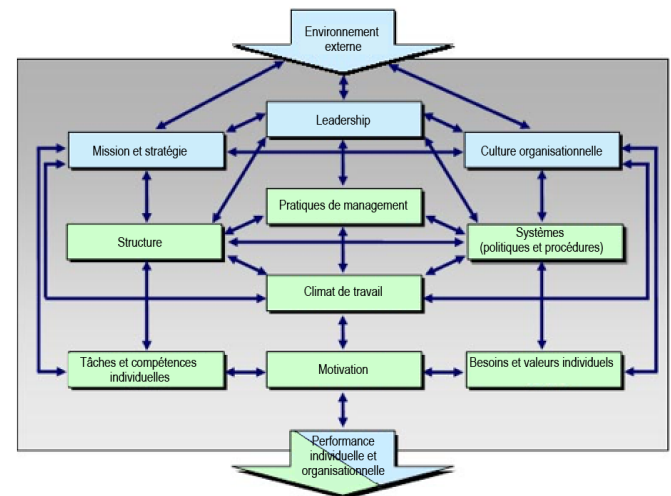 Environnement
externe
Leadership
Mission et stratégie
Culture organisationnelle
Pratiques de management
Structure
Systèmes
(politiques et procédures)
Climat de travail
Tâches et compétences
individuelles
Motivation
Besoins et valeurs individuels
Performance
individuelle et
organisationnelle